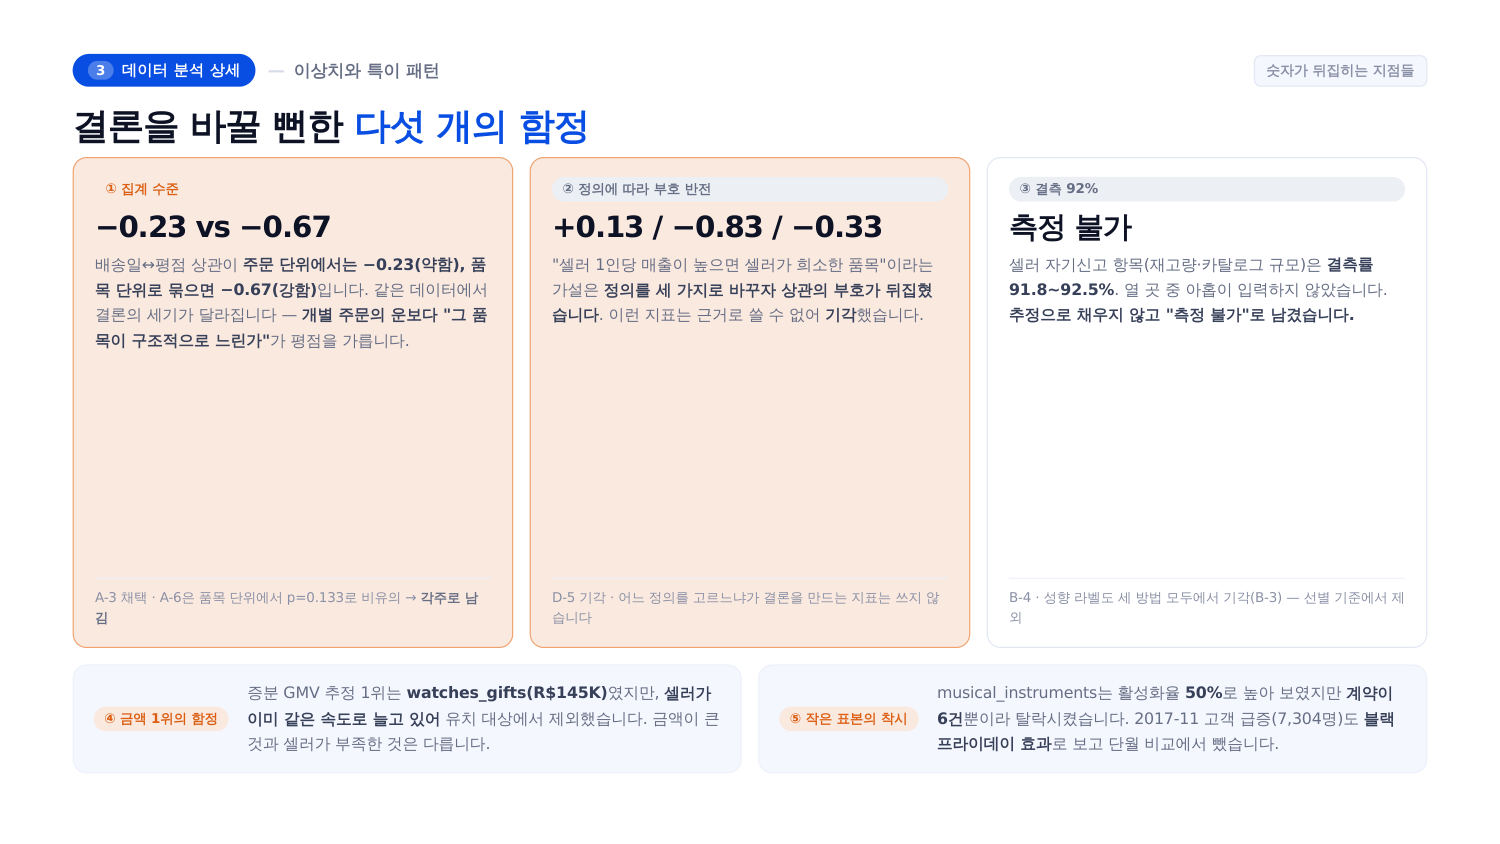 3 데이터 분석 상세 — 이상치와 특이 패턴
숫자가 뒤집히는 지점들
결론을 바꿀 뻔한 다섯 개의 함정
① 집계 수준
−0.23 vs −0.67
배송일↔평점 상관이 주문 단위에서는 −0.23(약함), 품
목 단위로 묶으면 −0.67(강함)입니다. 같은 데이터에서
결론의 세기가 달라집니다 — 개별 주문의 운보다 "그 품
목이 구조적으로 느린가"가 평점을 가릅니다.
A-3 채택 · A-6은 품목 단위에서 p=0.133로 비유의 → 각주로 남
김
② 정의에 따라 부호 반전
+0.13 / −0.83 / −0.33
"셀러 1인당 매출이 높으면 셀러가 희소한 품목"이라는
가설은 정의를 세 가지로 바꾸자 상관의 부호가 뒤집혔
습니다. 이런 지표는 근거로 쓸 수 없어 기각했습니다.
D-5 기각 · 어느 정의를 고르느냐가 결론을 만드는 지표는 쓰지 않
습니다
③ 결측 92%
측정 불가
셀러 자기신고 항목(재고량·카탈로그 규모)은 결측률
91.8~92.5%. 열 곳 중 아홉이 입력하지 않았습니다.
추정으로 채우지 않고 "측정 불가"로 남겼습니다.
B-4 · 성향 라벨도 세 방법 모두에서 기각(B-3) — 선별 기준에서 제
외
④ 금액 1위의 함정
증분 GMV 추정 1위는 watches_gifts(R$145K)였지만, 셀러가
이미 같은 속도로 늘고 있어 유치 대상에서 제외했습니다. 금액이 큰
것과 셀러가 부족한 것은 다릅니다.
⑤ 작은 표본의 착시
musical_instruments는 활성화율 50%로 높아 보였지만 계약이
6건뿐이라 탈락시켰습니다. 2017-11 고객 급증(7,304명)도 블랙
프라이데이 효과로 보고 단월 비교에서 뺐습니다.